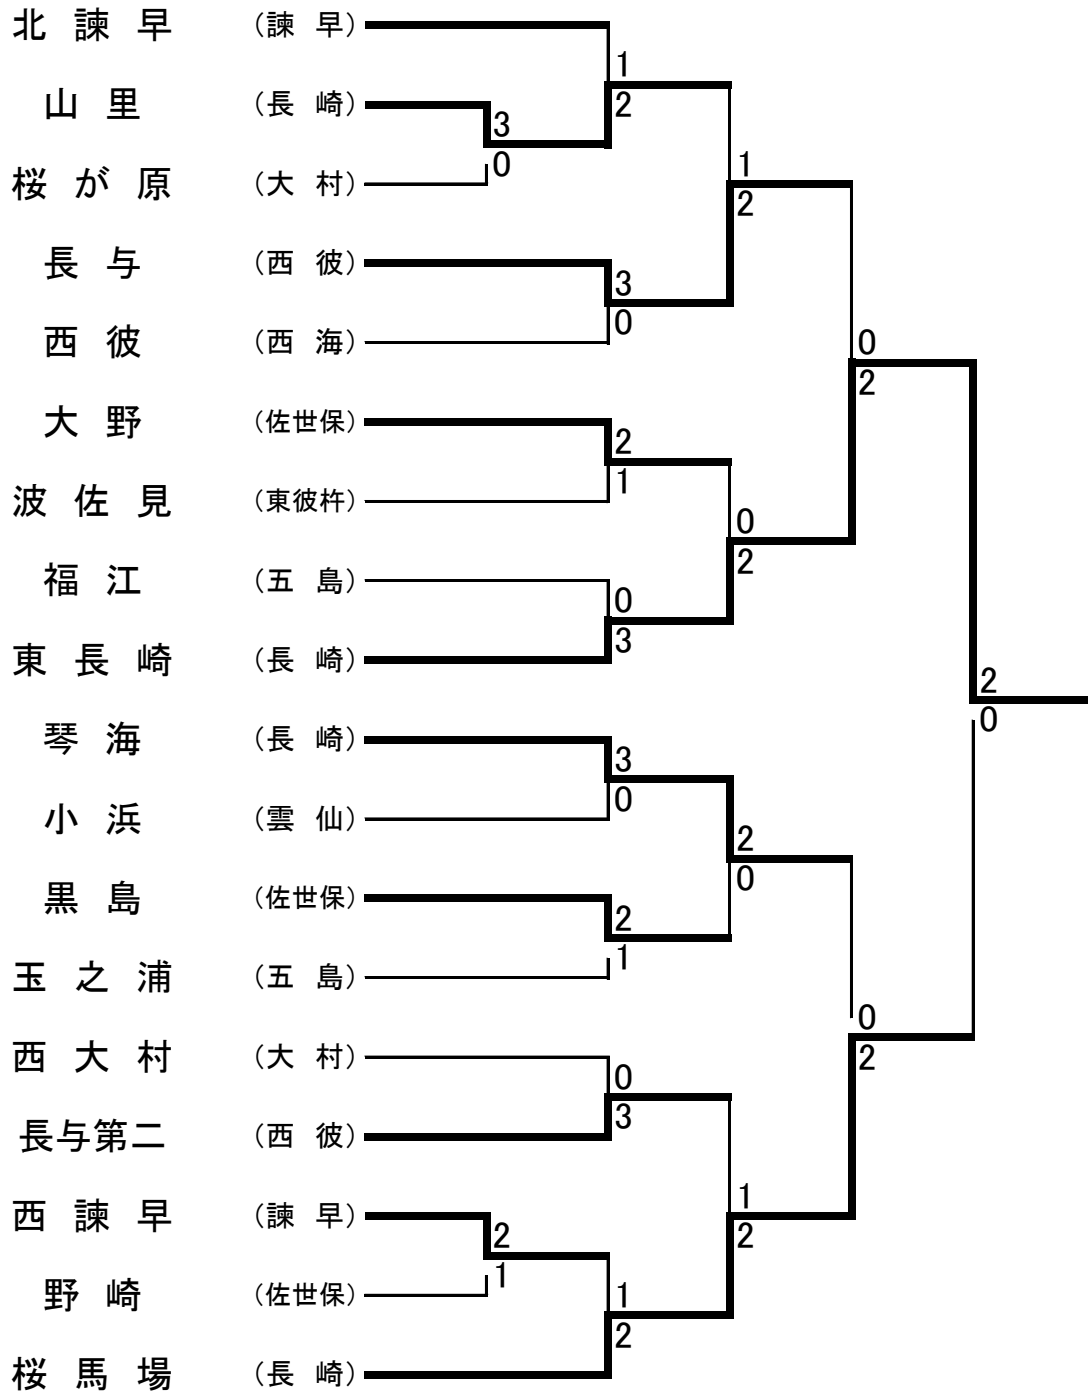 北 諫 早 （諫 早）
1
山 里 （長 崎）
2
3
0
桜 が 原 （大 村）
1
2
長 与 （西 彼）
3
0
西 彼 （西 海）
0
2
大 野 （佐世保）
2
1
波 佐 見 （東彼杵）
0
2
福 江 （五 島）
0
3
東 長 崎 （長 崎）
2
0
琴 海 （長 崎）
3
0
小 浜 （雲 仙）
2
0
黒 島 （佐世保）
2
1
玉 之 浦 （五 島）
0
2
西 大 村 （大 村）
0
3
長与第二 （西 彼）
1
2
西 諫 早 （諫 早）
2
1
野 崎 （佐世保）
1
2
桜 馬 場 （長 崎）